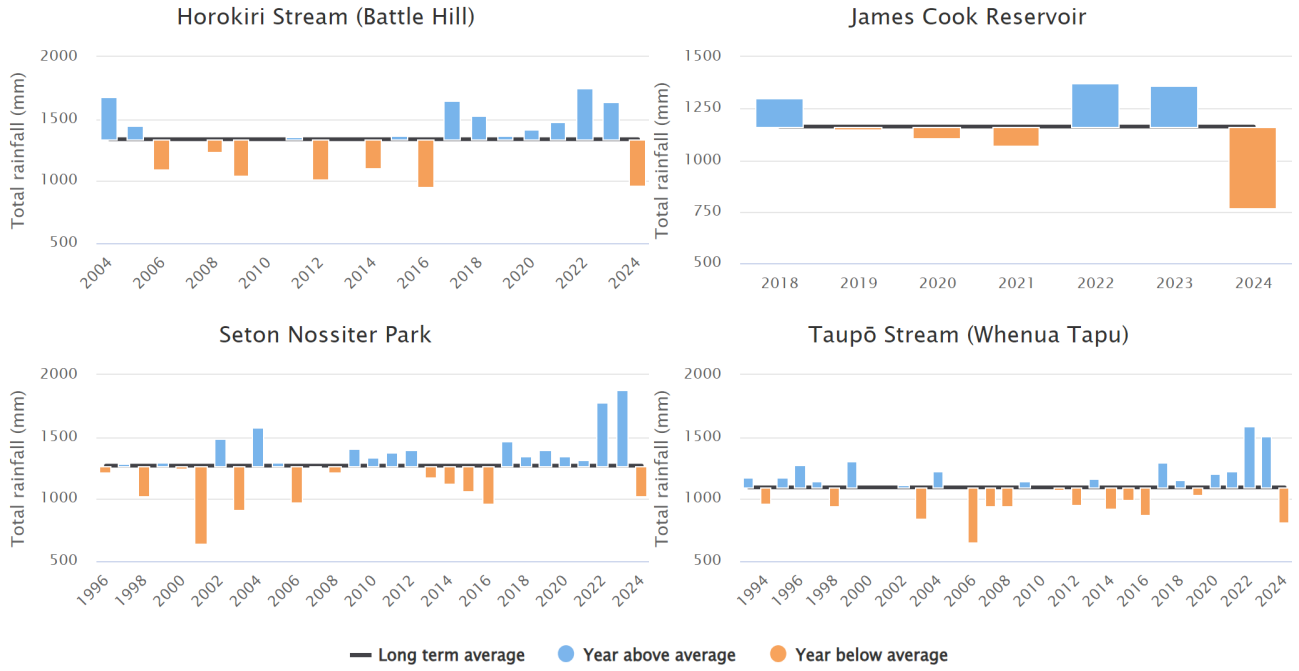 Horokiri Stream (Battle Hill)
Total rainfall (mm)
2000
1500
1000
500
2004 2006 2008 2010 2012 2014 2016 2018 2020 2022 2024
James Cook Reservoir
Total rainfall (mm)
1500
1250
1000
750
500
2018 2019 2020 2021 2022 2023 2024
Seton Nossiter Park
Total rainfall (mm)
2000
1500
1000
500
1996 1998 2000 2002 2004 2006 2008 2010 2012 2014 2016 2018 2020 2022 2024
Taupō Stream (Whenua Tapu)
Total rainfall (mm)
2000
1500
1000
500
1994 1996 1998 2000 2002 2004 2006 2008 2010 2012 2014 2016 2018 2020 2022 2024
Long term average Year above average Year below average